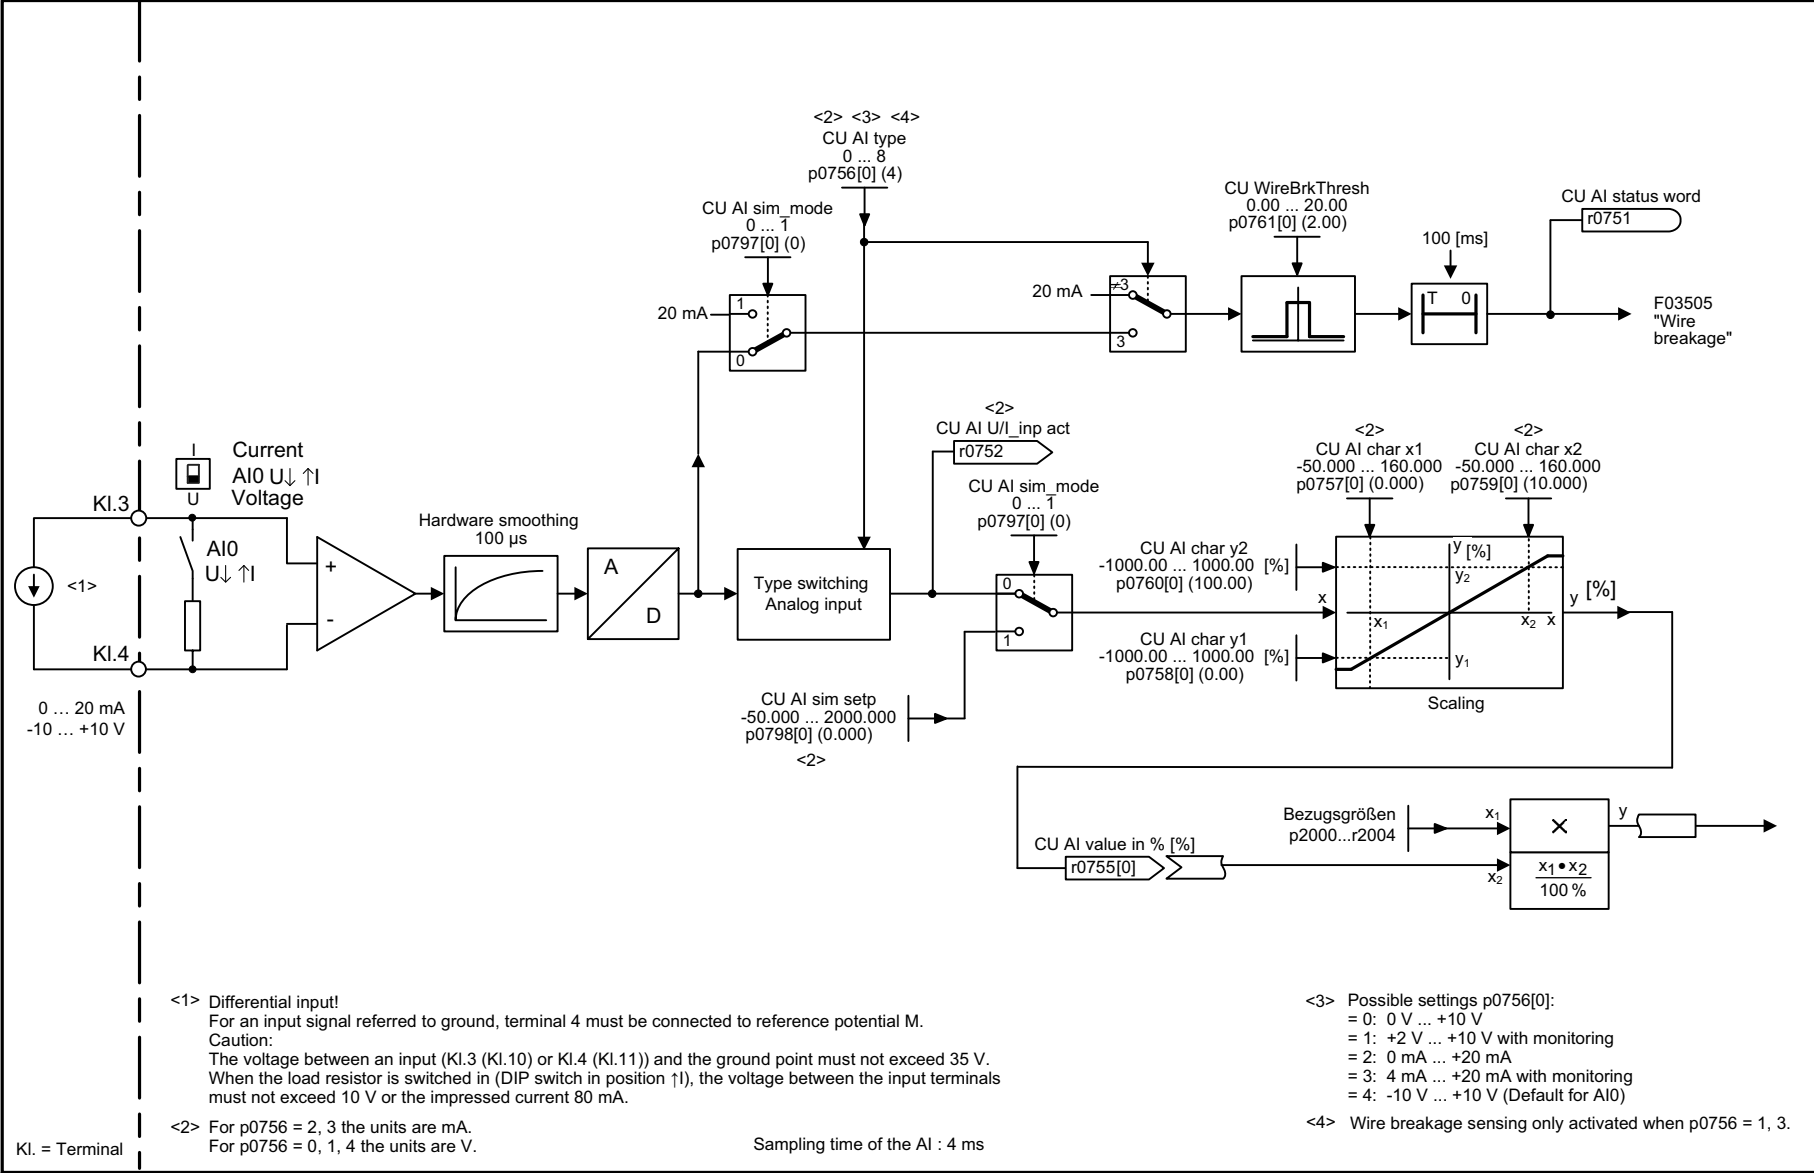 <2> <3> <4>
CU AI type
0 ... 8
p0756[0] (4)
CU AI sim_mode
0 ... 1
p0797[0] (0)
1
20 mA
0
CU WireBrkThresh
0.00 ... 20.00
p0761[0] (2.00)
CU AI status word
r0751
100 [ms]
20 mA
≠3
3
T 0
F03505
"Wire
breakage"
<2>
CU AI U/I_inp act
r0752
CU AI sim_mode
0 ... 1
p0797[0] (0)
0
1
<2>
CU AI char x1
-50.000 ... 160.000
p0757[0] (0.000)
<2>
CU AI char x2
-50.000 ... 160.000
p0759[0] (10.000)
I
U
Current
AI0 U↓ ↑I
Voltage
Kl.3
AI0
U↓ ↑I
<1>
Kl.4
0 ... 20 mA
-10 ... +10 V
+
-
Hardware smoothing
100 µs
A
D
Type switching
Analog input
CU AI char y2
-1000.00 ... 1000.00 [%]
p0760[0] (100.00)
x
CU AI char y1
-1000.00 ... 1000.00 [%]
p0758[0] (0.00)
y [%]
y2
x1
x2 x
y1
y [%]
Scaling
CU AI sim setp
-50.000 ... 2000.000
p0798[0] (0.000)
<2>
Bezugsgrößen
p2000...r2004
x1
×
y
CU AI value in % [%]
r0755[0]
x2
x1 • x2
100 %
<1> Differential input!
For an input signal referred to ground, terminal 4 must be connected to reference potential M.
Caution:
The voltage between an input (Kl.3 (Kl.10) or Kl.4 (Kl.11)) and the ground point must not exceed 35 V.
When the load resistor is switched in (DIP switch in position ↑I), the voltage between the input terminals
must not exceed 10 V or the impressed current 80 mA.
<2> For p0756 = 2, 3 the units are mA.
For p0756 = 0, 1, 4 the units are V.
Kl. = Terminal
Sampling time of the AI : 4 ms
<3> Possible settings p0756[0]:
= 0: 0 V ... +10 V
= 1: +2 V ... +10 V with monitoring
= 2: 0 mA ... +20 mA
= 3: 4 mA ... +20 mA with monitoring
= 4: -10 V ... +10 V (Default for AI0)
<4> Wire breakage sensing only activated when p0756 = 1, 3.